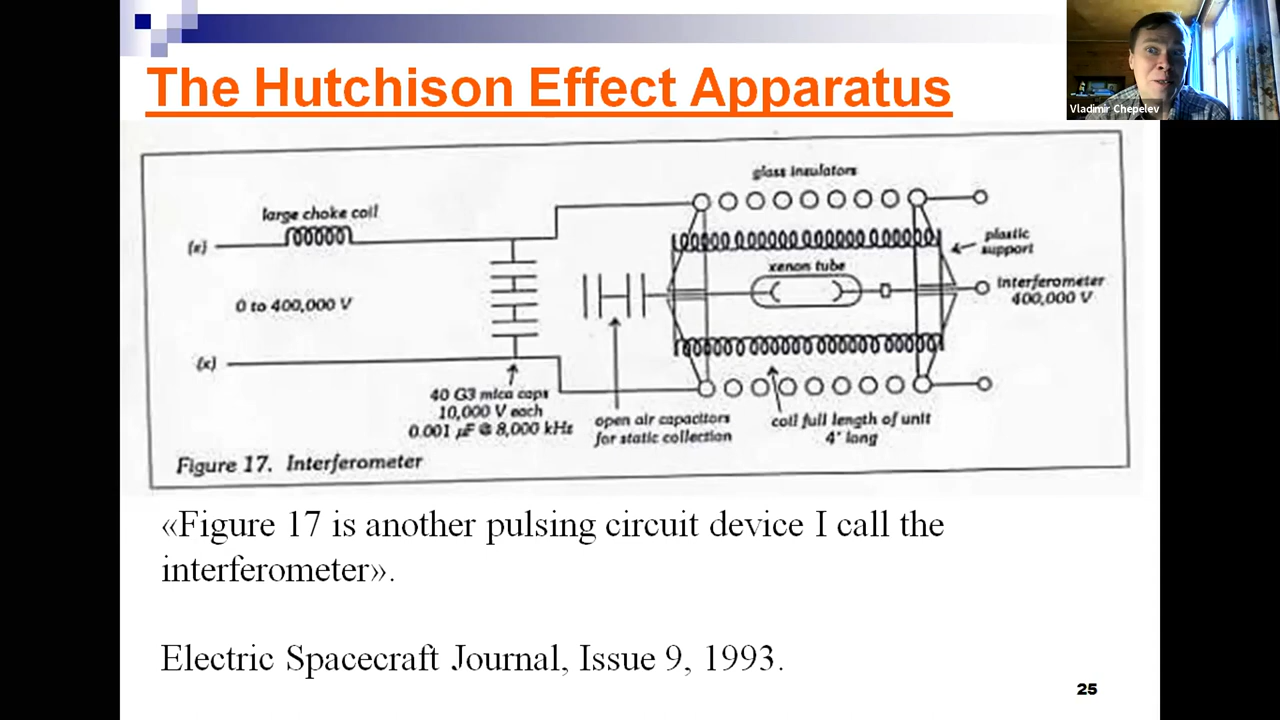 The Hutchison Effect Apparatus
Vladimir Chepelev
glass insulators
large choke coil
(x)
plastic
support
xenon tube
Interferometer
400,000 V
0 to 400,000 V
(x)
40 G3 mica caps
10,000 V each
0.001 µF @ 8,000 kHz
open air capacitors
for static collection
coil full length of unit
4' long
Figure 17. Interferometer
«Figure 17 is another pulsing circuit device I call the
interferometer».
Electric Spacecraft Journal, Issue 9, 1993.
25